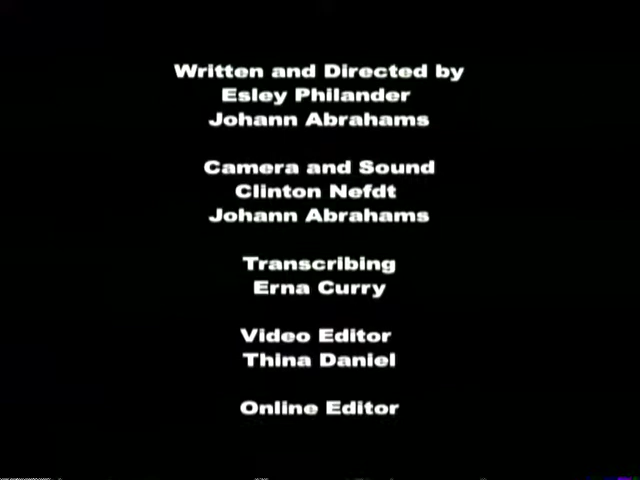 Written and Directed by
Esley Philander
Johann Abrahams
Camera and Sound
Clinton Nefdt
Johann Abrahams
Transcribing
Erna Curry
Video Editor
Thina Daniel
Online Editor